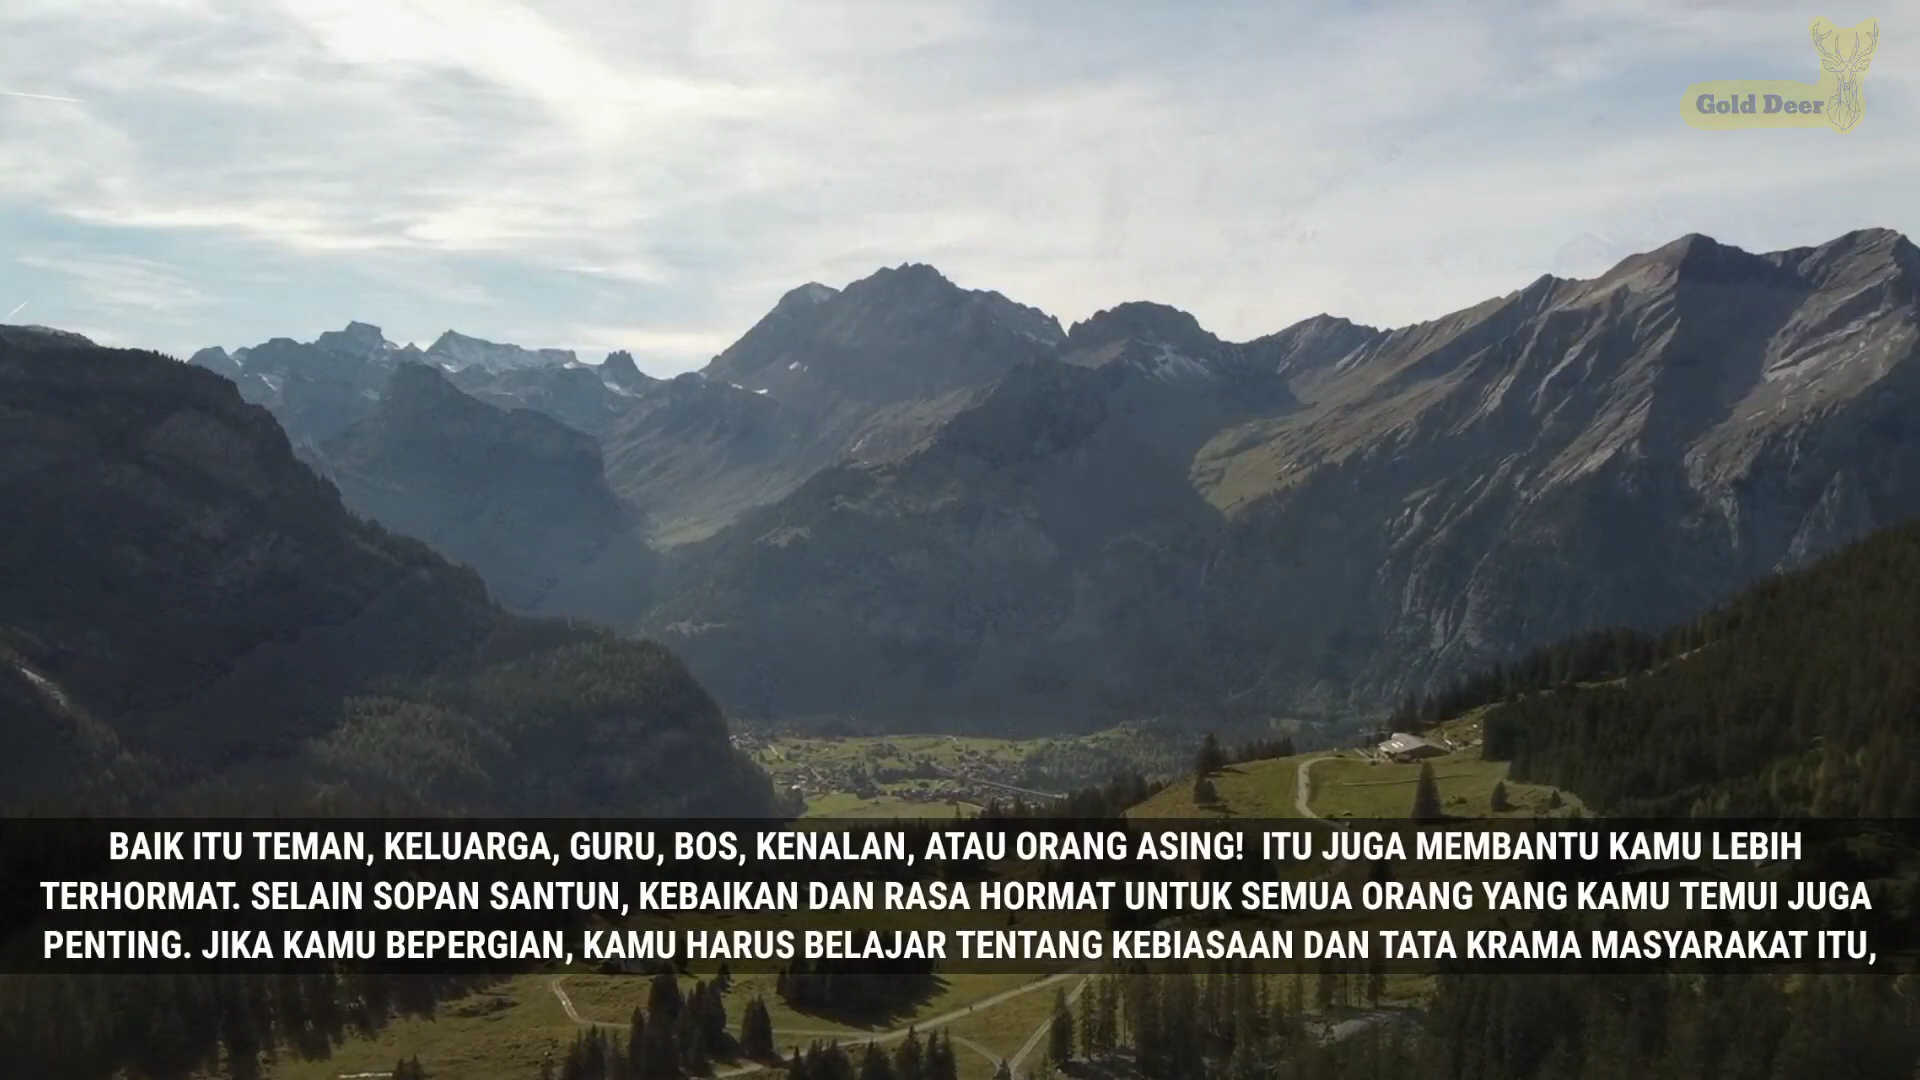 Gold Deer
BAIK ITU TEMAN, KELUARGA, GURU, BOS, KENALAN, ATAU ORANG ASING!  ITU JUGA MEMBANTU KAMU LEBIH
TERHORMAT. SELAIN SOPAN SANTUN, KEBAIKAN DAN RASA HORMAT UNTUK SEMUA ORANG YANG KAMU TEMUI JUGA
PENTING. JIKA KAMU BEPERGIAN, KAMU HARUS BELAJAR TENTANG KEBIASAAN DAN TATA KRAMA MASYARAKAT ITU,